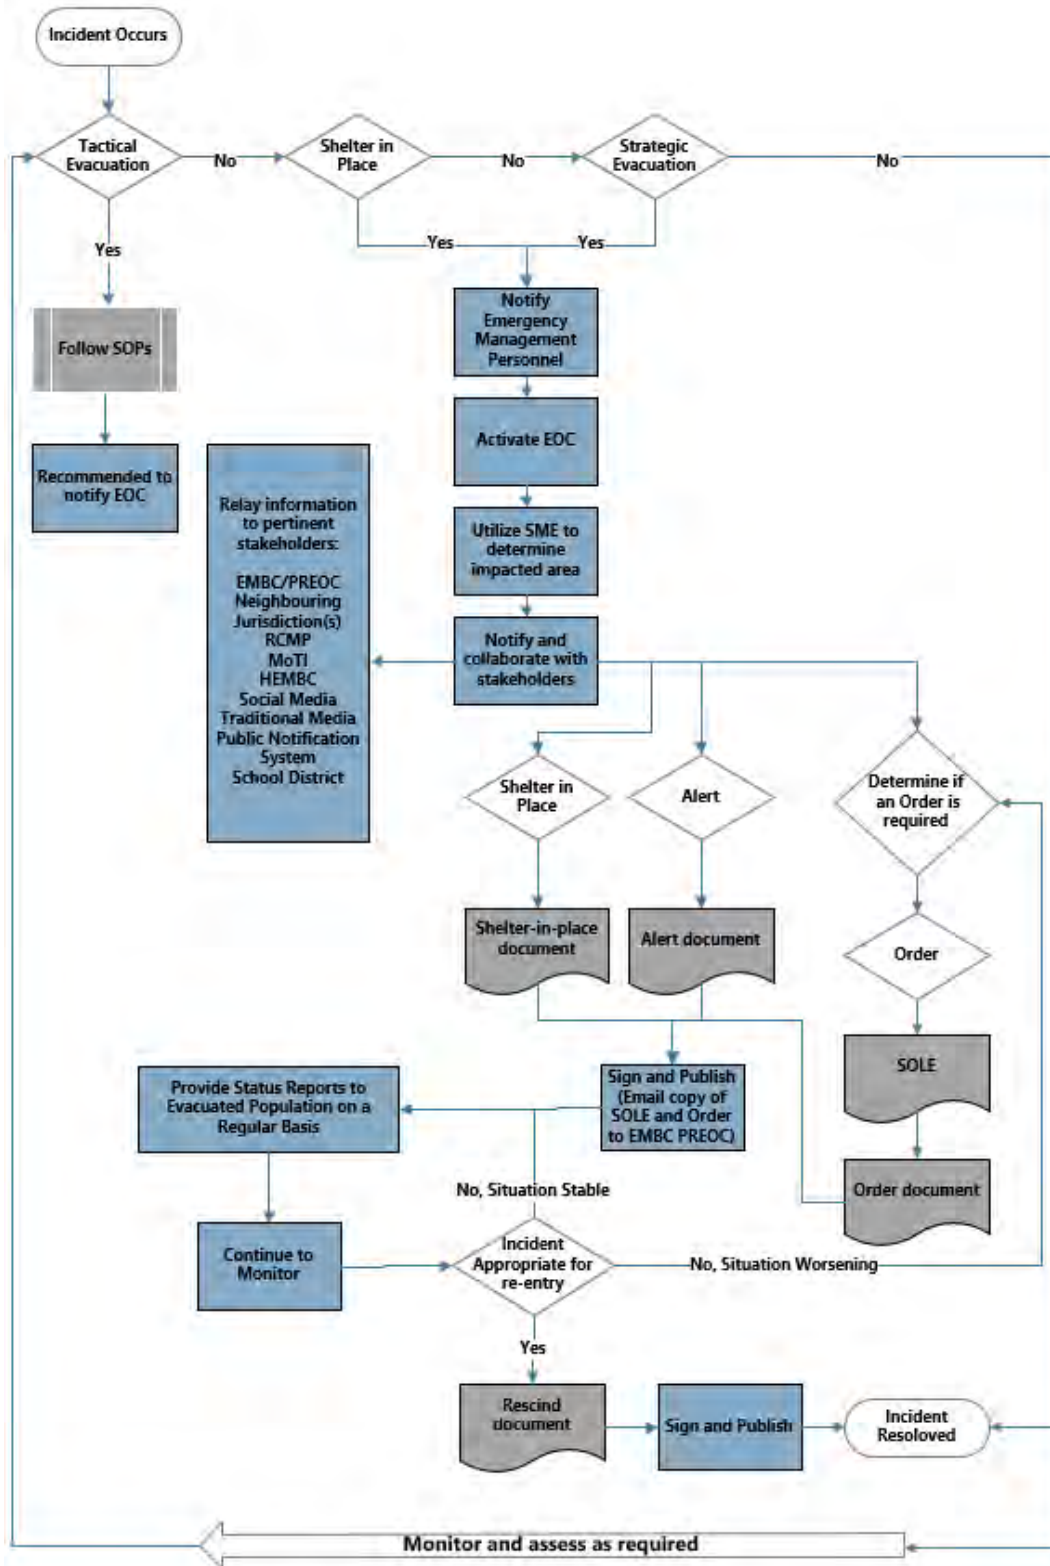 Incident Occurs
Tactical
Evacuation
No
Shelter in
Place
No
Strategic
Evacuation
No
Yes
Yes
Yes
Notify
Emergency
Management
Personnel
Follow SOPs
Activate EOC
Recommended to
notify EOC
Relay information
to pertinent
stakeholders:
EMBC/PREOC
Neighbouring
Jurisdiction(s)
RCMP
MoTI
HEMBC
Social Media
Traditional Media
Public Notification
System
School District
Utilize SME to
determine
impacted area
Notify and
collaborate with
stakeholders
Shelter in
Place
Alert
Determine if
an Order is
required
Shelter-in-place
document
Alert document
Order
SOLE
Order document
Sign and Publish
(Email copy of
SOLE and Order
to EMBC PREOC)
Provide Status Reports to
Evacuated Population on a
Regular Basis
No, Situation Stable
Continue to
Monitor
Incident
Appropriate for
re-entry
No, Situation Worsening
Yes
Rescind
document
Sign and Publish
Incident
Resoloved
Monitor and assess as required